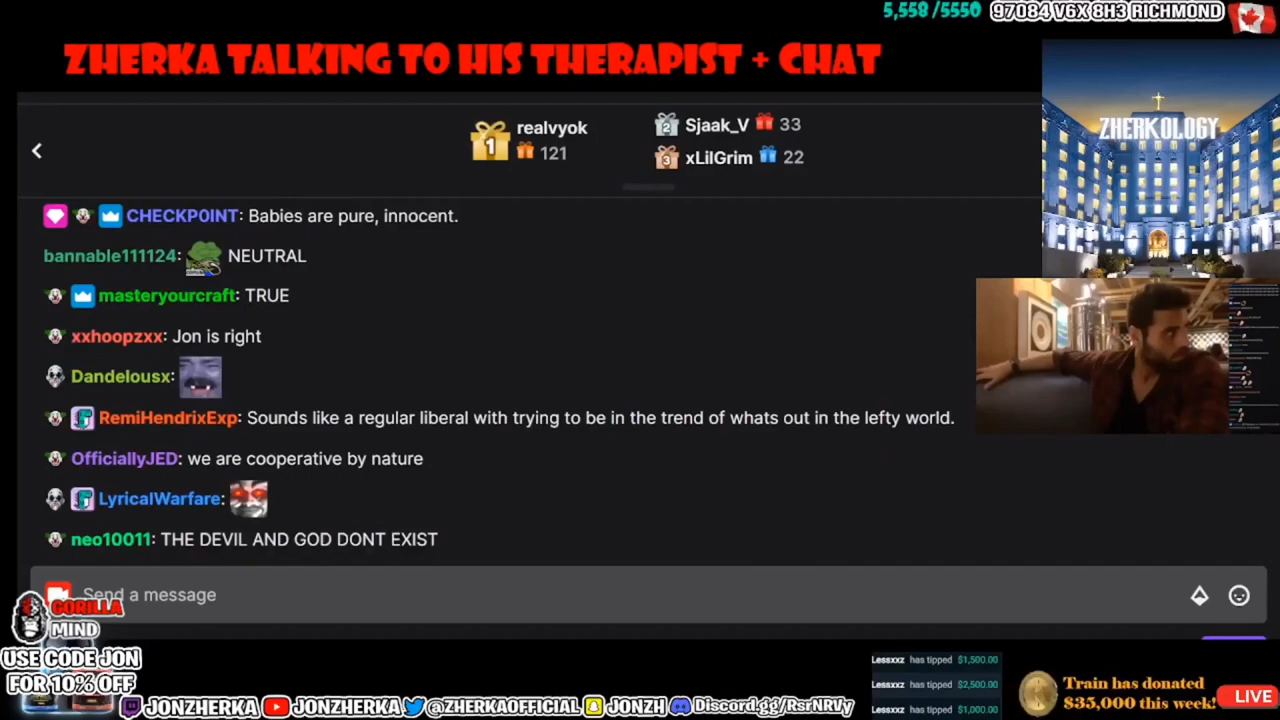 5,558 /5550
97084 V6X 8H3 RICHMOND
ZHERKA TALKING TO HIS THERAPIST + CHAT
ZHERKOLOGY
1
realvyok
121
2
Sjaak_V 33
3
xLilGrim 22
CHECKP0INT: Babies are pure, innocent.
bannable111124: NEUTRAL
masteryourcraft: TRUE
xxhoopzxx: Jon is right
Dandelousx:
RemiHendrixExp: Sounds like a regular liberal with trying to be in the trend of whats out in the lefty world.
OfficiallyJED: we are cooperative by nature
LyricalWarfare:
neo10011: THE DEVIL AND GOD DONT EXIST
Send a message
GORILLA
MIND
USE CODE JON
FOR 10% OFF
JONZHERKA JONZHERKA @ZHERKAOFFICIAL JONZH Discord.gg/RsrNRVy
Lessxxz has tipped $1,500.00
Lessxxz has tipped $2,500.00
Lessxxz has tipped $1,000.00
Train has donated
$35,000 this week!
LIVE